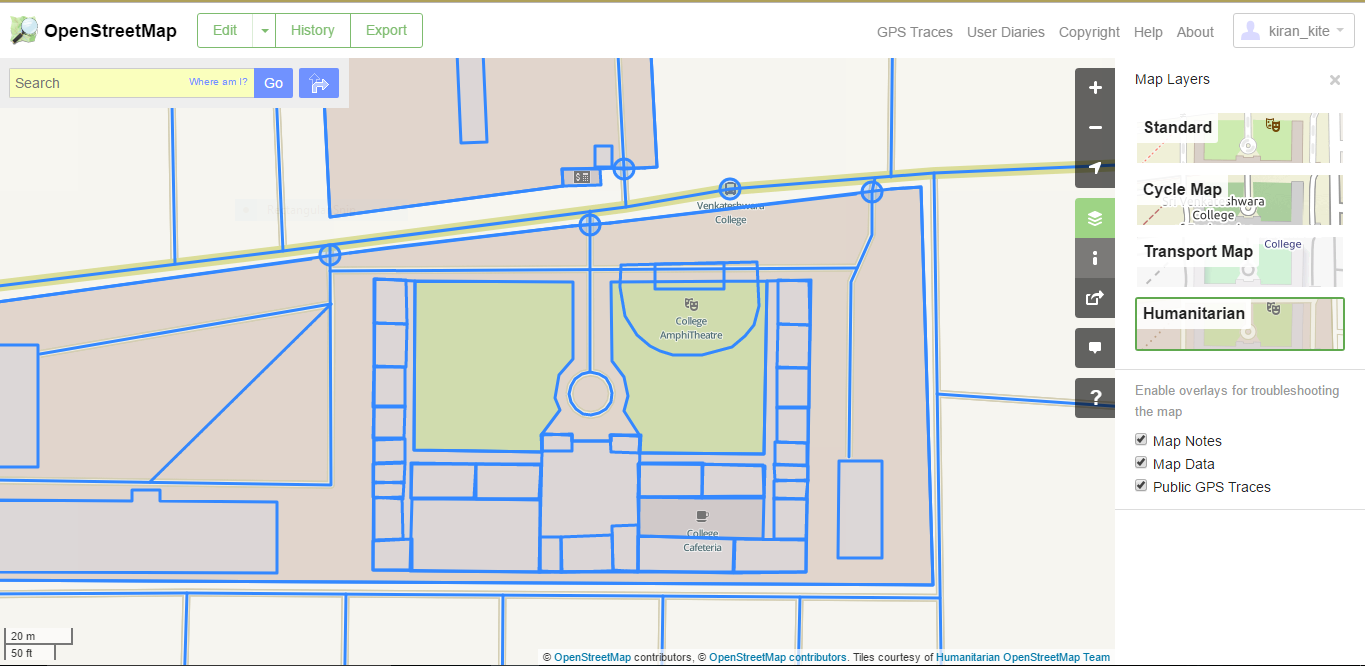 OpenStreetMap
Edit
History
Export
GPS Traces
User Diaries
Copyright
Help
About
kiran_kite
Search
Where am I?
Go
Venkateshwara
College
College
AmphiTheatre
College
Cafeteria
20 m
50 ft
© OpenStreetMap contributors, © OpenStreetMap contributors. Tiles courtesy of Humanitarian OpenStreetMap Team
?
Map Layers
Standard
Cycle Map
College
Transport Map
College
Humanitarian
Enable overlays for troubleshooting
the map
Map Notes
Map Data
Public GPS Traces